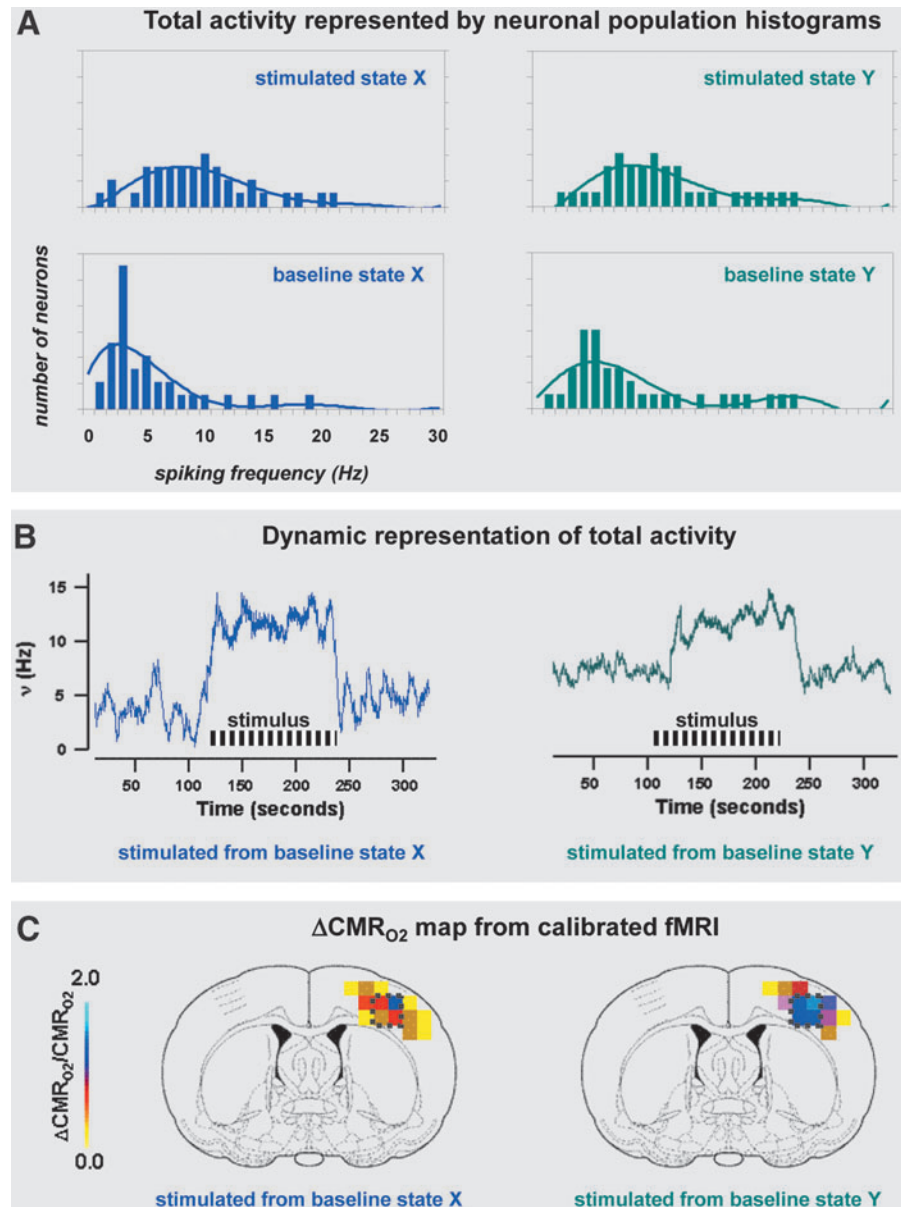 A Total activity represented by neuronal population histograms
stimulated state X
stimulated state Y
baseline state X
baseline state Y
number of neurons
0 5 10 15 20 25 30
spiking frequency (Hz)
B Dynamic representation of total activity
15
10
5
0
ν (Hz)
stimulus
50 100 150 200 250 300
Time (seconds)
stimulated from baseline state X
stimulus
50 100 150 200 250 300
Time (seconds)
stimulated from baseline state Y
C ΔCMRO2 map from calibrated fMRI
2.0
ΔCMRO2/CMRO2
0.0
stimulated from baseline state X
stimulated from baseline state Y